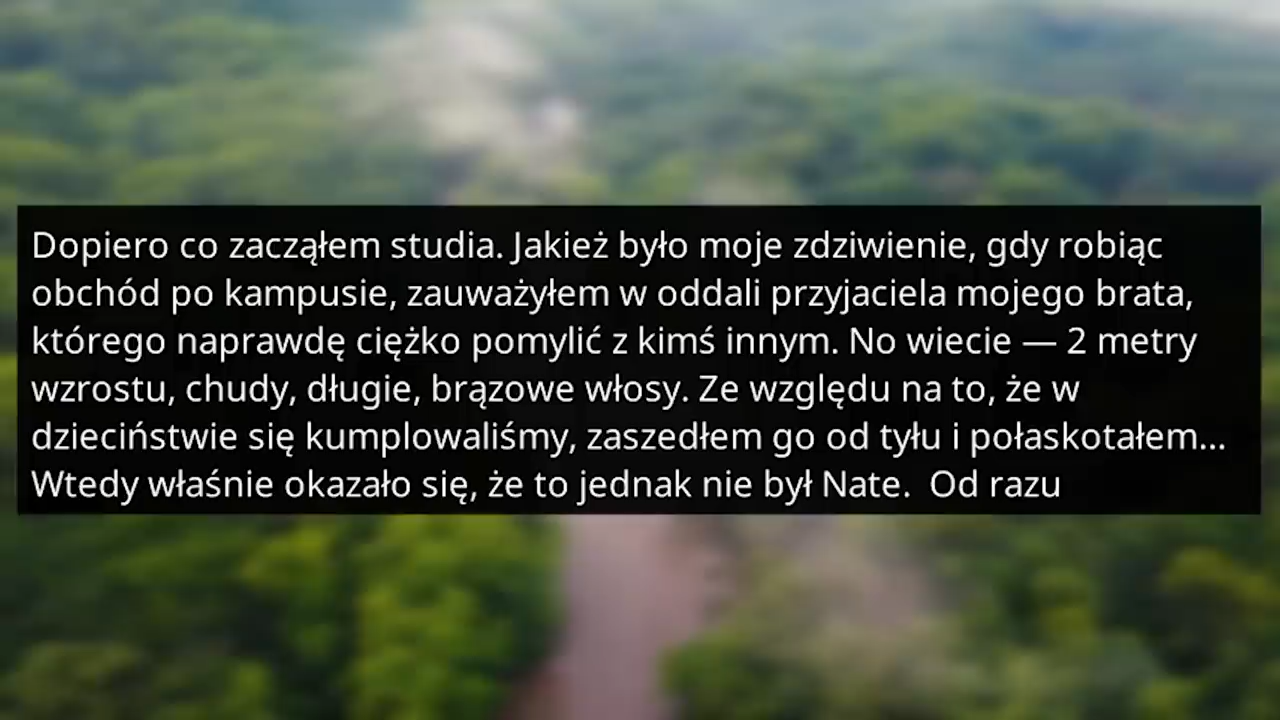 Dopiero co zacząłem studia. Jakież było moje zdziwienie, gdy robiąc
obchód po kampusie, zauważyłem w oddali przyjaciela mojego brata,
którego naprawdę ciężko pomylić z kimś innym. No wiecie — 2 metry
wzrostu, chudy, długie, brązowe włosy. Ze względu na to, że w
dzieciństwie się kumplowaliśmy, zaszedłem go od tyłu i połaskotałem...
Wtedy właśnie okazało się, że to jednak nie był Nate.  Od razu